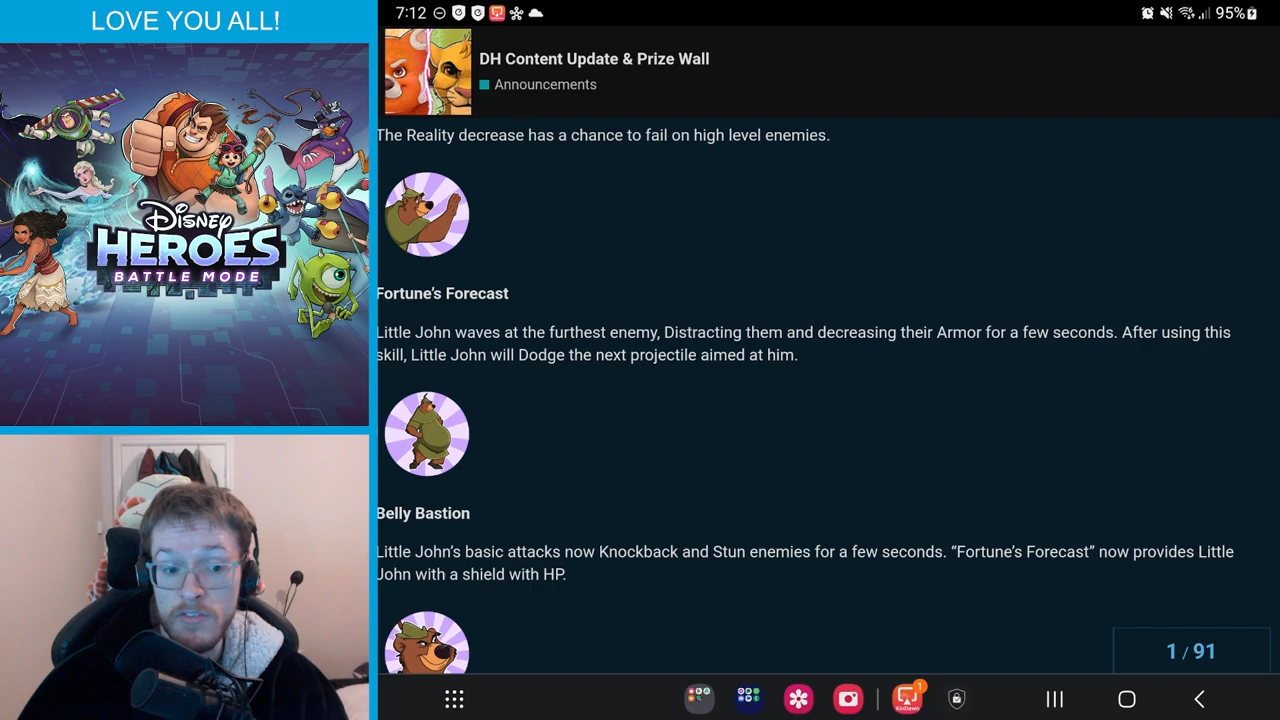 LOVE YOU ALL!
DISNEY
HEROES
BATTLE MODE
7:12
95%
DH Content Update & Prize Wall
Announcements
The Reality decrease has a chance to fail on high level enemies.
Fortune's Forecast
Little John waves at the furthest enemy, Distracting them and decreasing their Armor for a few seconds. After using this
skill, Little John will Dodge the next projectile aimed at him.
Belly Bastion
Little John's basic attacks now Knockback and Stun enemies for a few seconds. “Fortune's Forecast” now provides Little
John with a shield with HP.
1 / 91
XinDawn
1